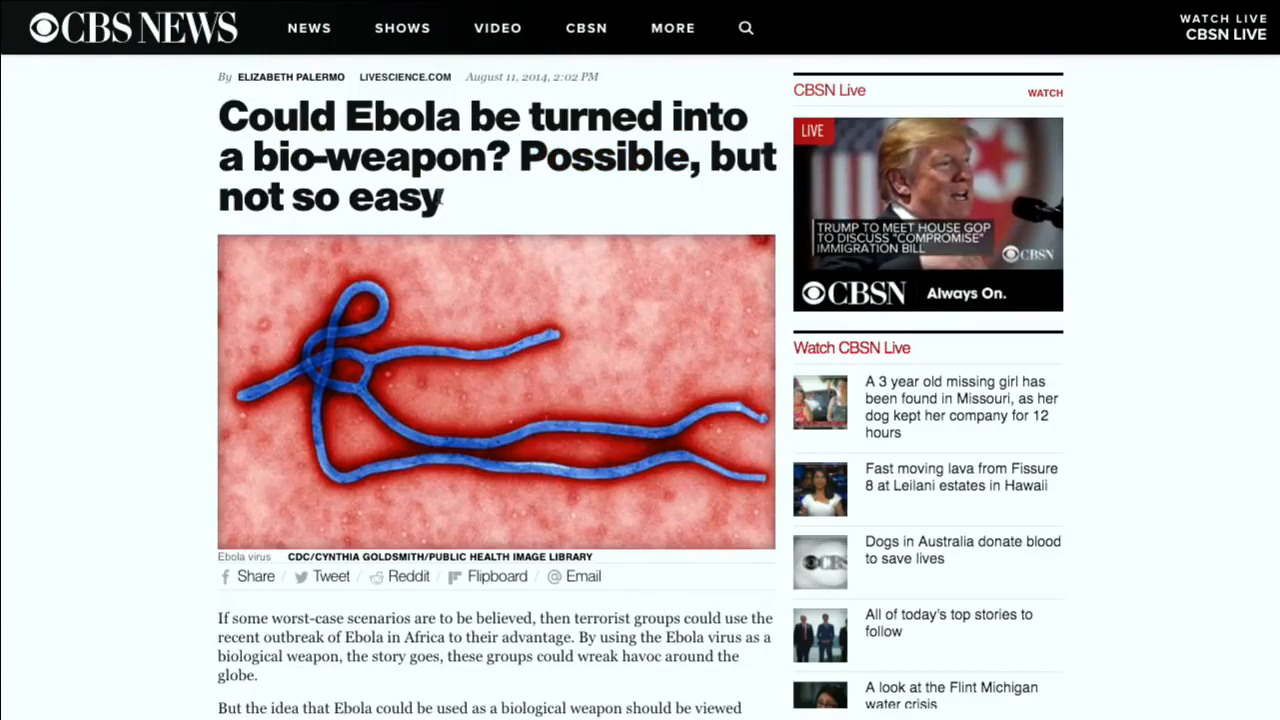 CBS NEWS
NEWS
SHOWS
VIDEO
CBSN
MORE
WATCH LIVE
CBSN LIVE
By ELIZABETH PALERMO LIVESCIENCE.COM August 11, 2014, 2:02 PM
Could Ebola be turned into
a bio-weapon? Possible, but
not so easy
Ebola virus CDC/CYNTHIA GOLDSMITH/PUBLIC HEALTH IMAGE LIBRARY
Share / Tweet / Reddit / Flipboard / Email
If some worst-case scenarios are to be believed, then terrorist groups could use the
recent outbreak of Ebola in Africa to their advantage. By using the Ebola virus as a
biological weapon, the story goes, these groups could wreak havoc around the
globe.
But the idea that Ebola could be used as a biological weapon should be viewed
CBSN Live
WATCH
LIVE
TRUMP TO MEET HOUSE GOP
TO DISCUSS "COMPROMISE"
IMMIGRATION BILL
CBSN
CBSN Always On.
Watch CBSN Live
A 3 year old missing girl has
been found in Missouri, as her
dog kept her company for 12
hours
Fast moving lava from Fissure
8 at Leilani estates in Hawaii
Dogs in Australia donate blood
to save lives
All of today's top stories to
follow
A look at the Flint Michigan
water crisis